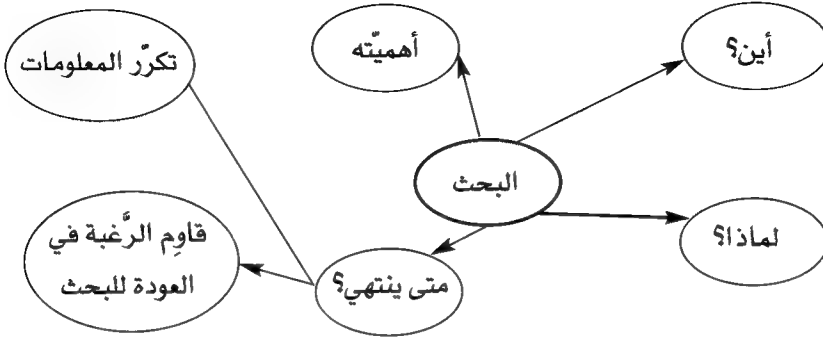 أين؟
أهميّته
تكرّر المعلومات
البحث
لماذا؟
متى ينتهي؟
قاوِم الرَّغبة في
العودة للبحث